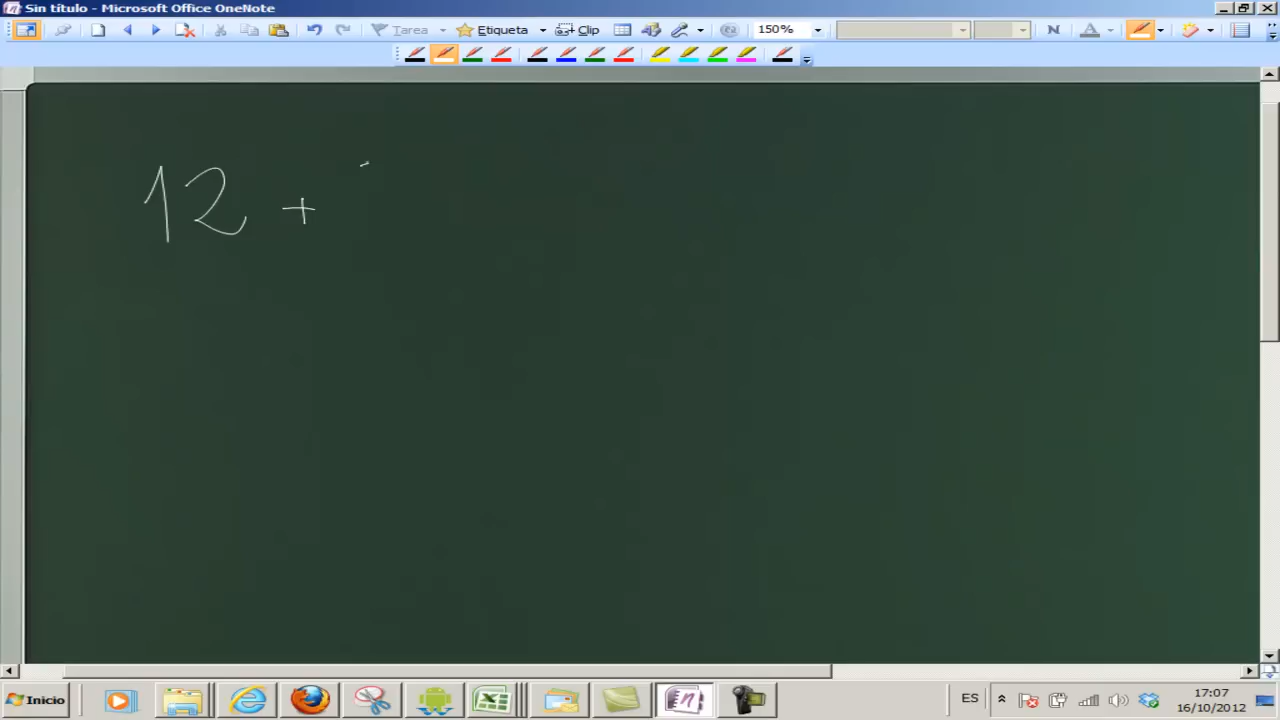 Sin título - Microsoft Office OneNote
Tarea Etiqueta Clip 150% N A
12 +
Inicio ES 17:07
16/10/2012